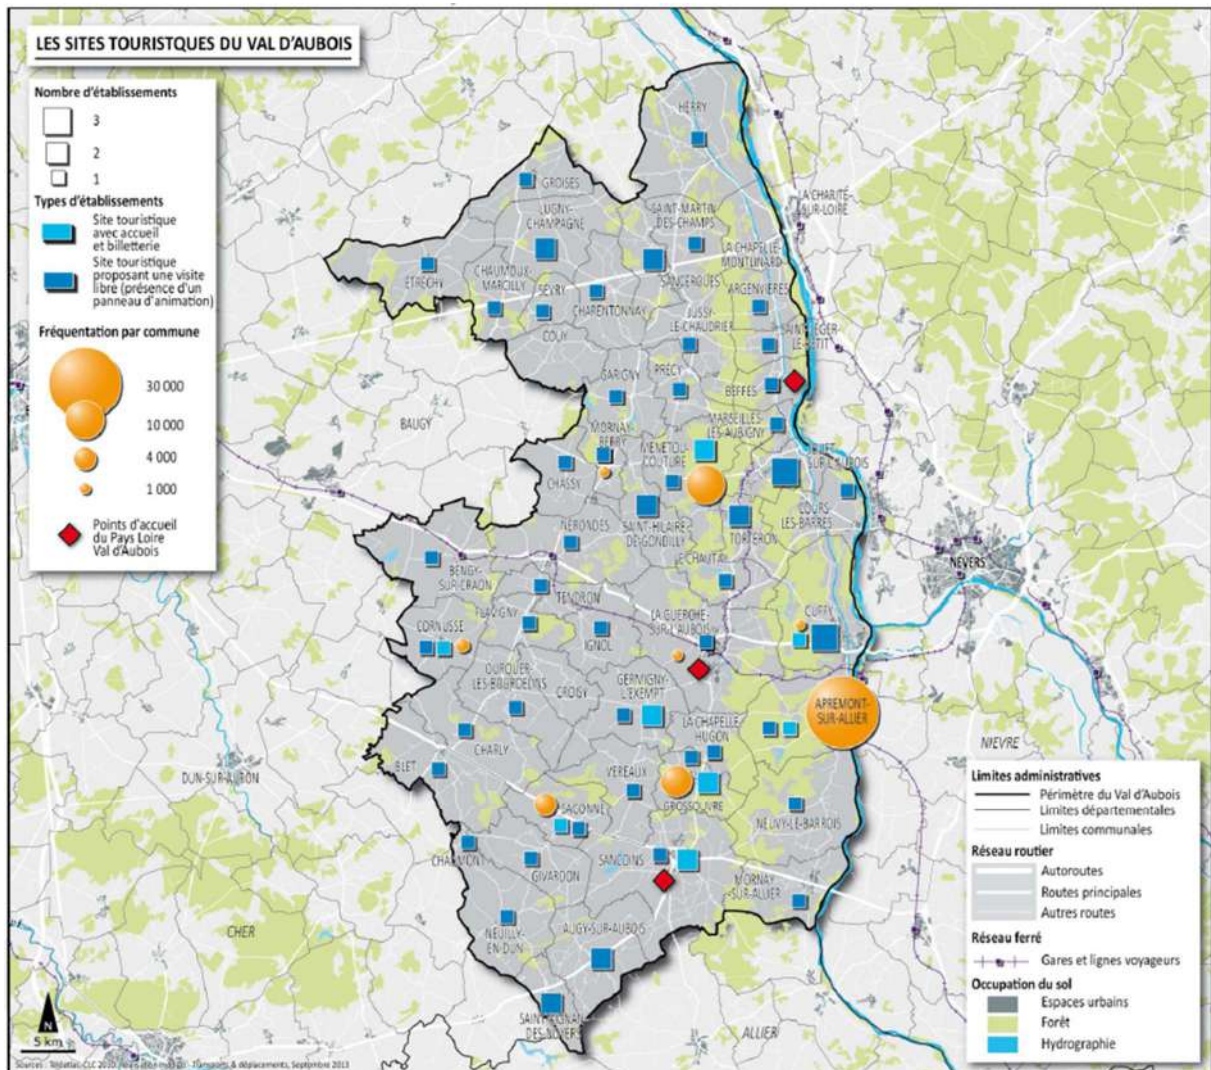 LES SITES TOURISTQUES DU VAL D'AUBOIS
Nombre d'établissements
3
2
1
Types d'établissements
Site touristique
avec accueil
et billetterie
Site touristique
proposant une visite
libre (présence d'un
panneau d'animation)
Fréquentation par commune
30 000
10 000
4 000
1 000
Points d'accueil
du Pays Loire
Val d'Aubois
HERRY
GROISES
LUGNY-
CHAMPAGNE
SAINT-MARTIN
DES-CHAMPS
LA CHARITÉ
-SUR-LOIRE
LA CHAPELLE-
MONTLINARD
ETRECHY
CHAUMOUX-
MARCILLY
SEVRY
SANCERGUES
ARGENVIERES
CHARENTONNAY
COUY
JUSSY-
LE-CHAUDRIER
SAINT-LEGER-
LE-PETIT
GARIGNY
PRECY
BEFFES
BAUGY
MORNAY-
BERRY
MENETOU-
COUTURE
MARSEILLES-
LES-AUBIGNY
JOUET
SUR L'AUBOIS
CHASSY
COURS-
LES-BARRES
NÉRONDES
SAINT-HILAIRE-
DE-GONDILLY
TORTERON
LE CHAUTAY
NEVERS
BENGY-
SUR-CRAON
TENDRON
FLAVIGNY
CORNUSSE
IGNOL
LA GUERCHE-
SUR-L'AUBOIS
CUFFY
OUROUER-
LES-BOURDELINS
CROISY
GERMIGNY-
L'EXEMPT
LA CHAPELLE-
HUGON
APREMONT-
SUR-ALLIER
NIEVRE
CHARLY
BLET
DUN-SUR-AURON
VEREAUX
GROSSOUVRE
SAGONNE
NEUVY-LE-BARROIS
CHAUMONT
GIVARDON
SANCOINS
MORNAY
-SUR-ALLIER
NEUILLY-
EN-DUN
AUGY-SUR-AUBOIS
CHER
SAINT-AIGNAN
DES-NOYERS
ALLIER
Limites administratives
Périmètre du Val d'Aubois
Limites départementales
Limites communales
Réseau routier
Autoroutes
Routes principales
Autres routes
Réseau ferré
Gares et lignes voyageurs
Occupation du sol
Espaces urbains
Forêt
Hydrographie
N
5 km